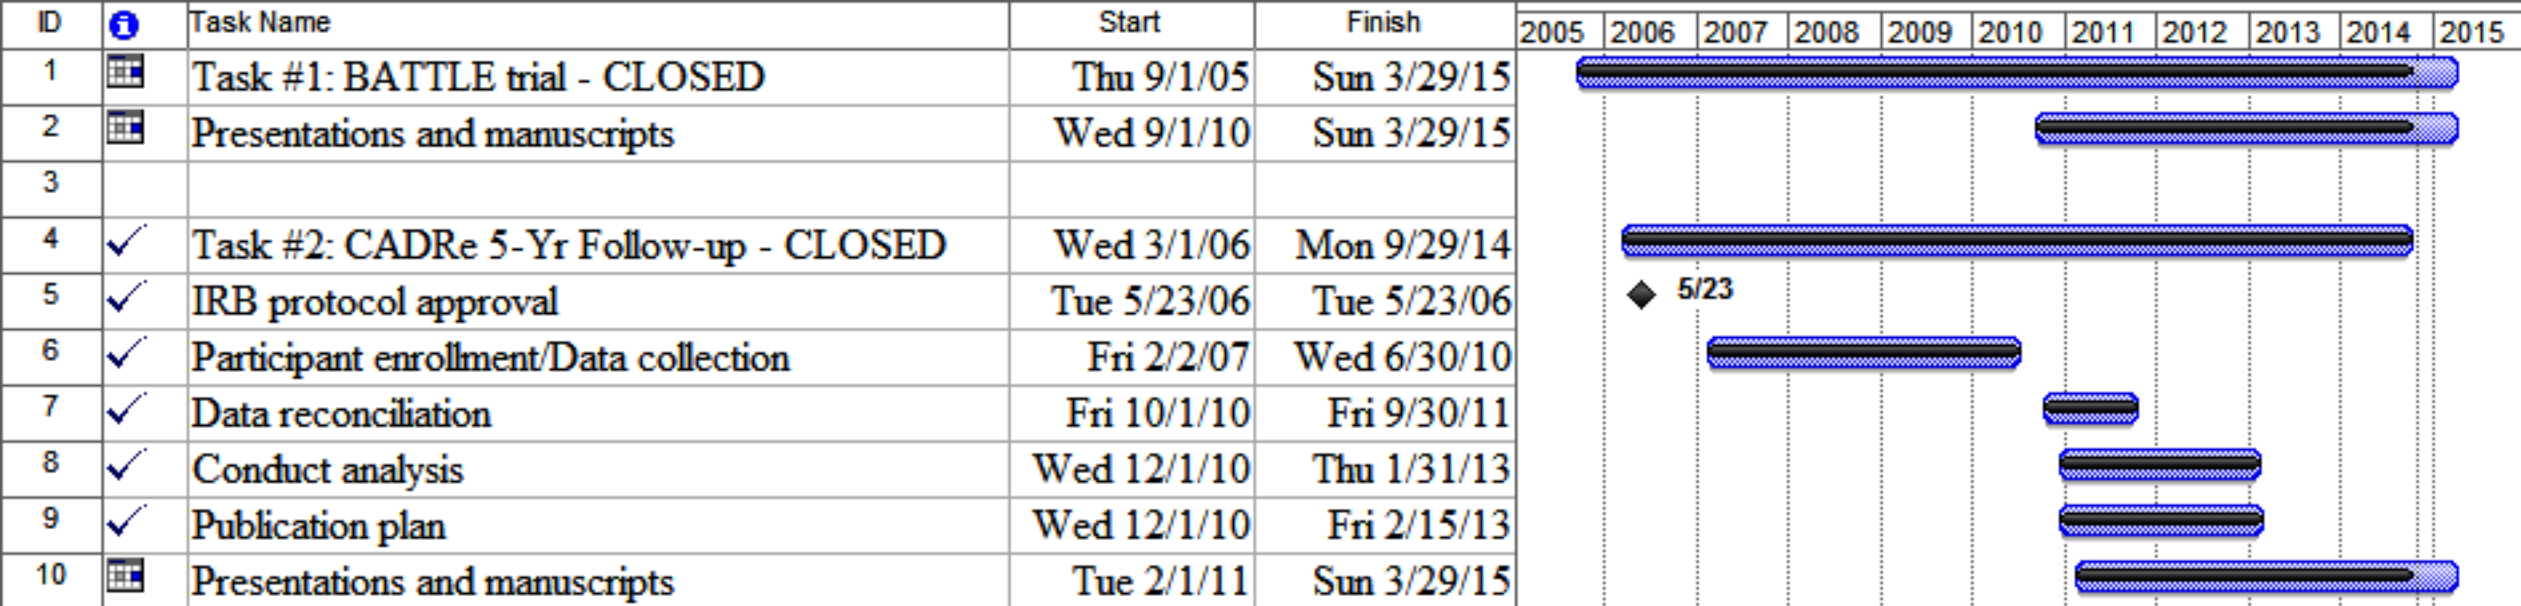 ID Task Name Start Finish 2005 2006 2007 2008 2009 2010 2011 2012 2013 2014 2015
1 Task #1: BATTLE trial - CLOSED Thu 9/1/05 Sun 3/29/15
2 Presentations and manuscripts Wed 9/1/10 Sun 3/29/15
3
4 Task #2: CADRe 5-Yr Follow-up - CLOSED Wed 3/1/06 Mon 9/29/14
5 IRB protocol approval Tue 5/23/06 Tue 5/23/06 5/23
6 Participant enrollment/Data collection Fri 2/2/07 Wed 6/30/10
7 Data reconciliation Fri 10/1/10 Fri 9/30/11
8 Conduct analysis Wed 12/1/10 Thu 1/31/13
9 Publication plan Wed 12/1/10 Fri 2/15/13
10 Presentations and manuscripts Tue 2/1/11 Sun 3/29/15